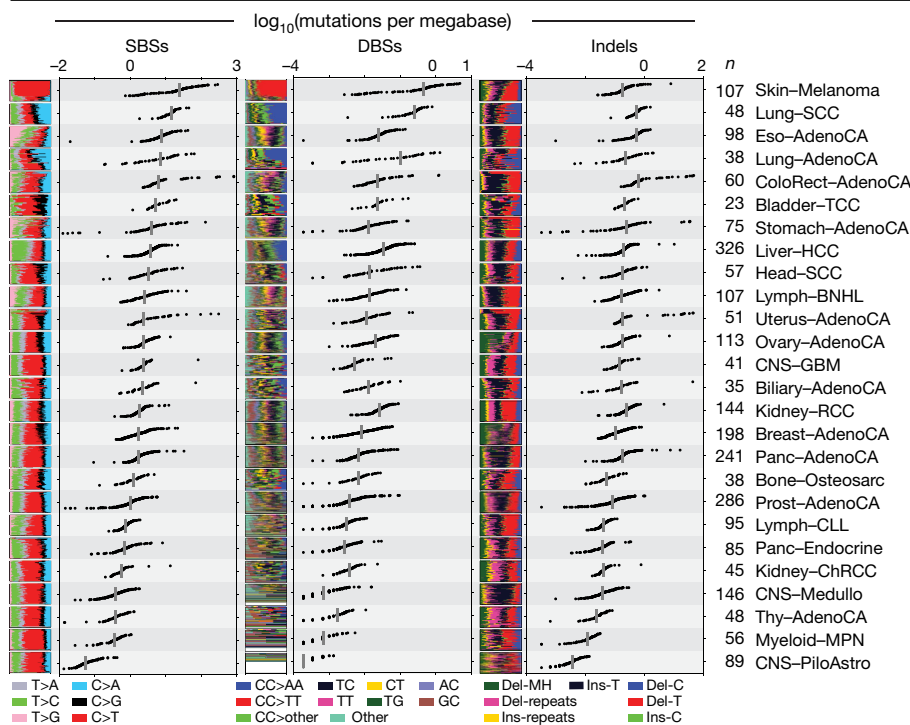 log10(mutations per megabase)
SBSs DBSs Indels
−2 0 3 −4 0 1 −4 0 2 n
107 Skin–Melanoma
48 Lung–SCC
98 Eso–AdenoCA
38 Lung–AdenoCA
60 ColoRect–AdenoCA
23 Bladder–TCC
75 Stomach–AdenoCA
326 Liver–HCC
57 Head–SCC
107 Lymph–BNHL
51 Uterus–AdenoCA
113 Ovary–AdenoCA
41 CNS–GBM
35 Biliary–AdenoCA
144 Kidney–RCC
198 Breast–AdenoCA
241 Panc–AdenoCA
38 Bone–Osteosarc
286 Prost–AdenoCA
95 Lymph–CLL
85 Panc–Endocrine
45 Kidney–ChRCC
146 CNS–Medullo
48 Thy–AdenoCA
56 Myeloid–MPN
89 CNS–PiloAstro
T>A C>A CC>AA TC CT AC Del-MH Ins-T Del-C
T>C C>G CC>TT TT TG GC Del-repeats Del-T
T>G C>T CC>other Other Ins-repeats Ins-C